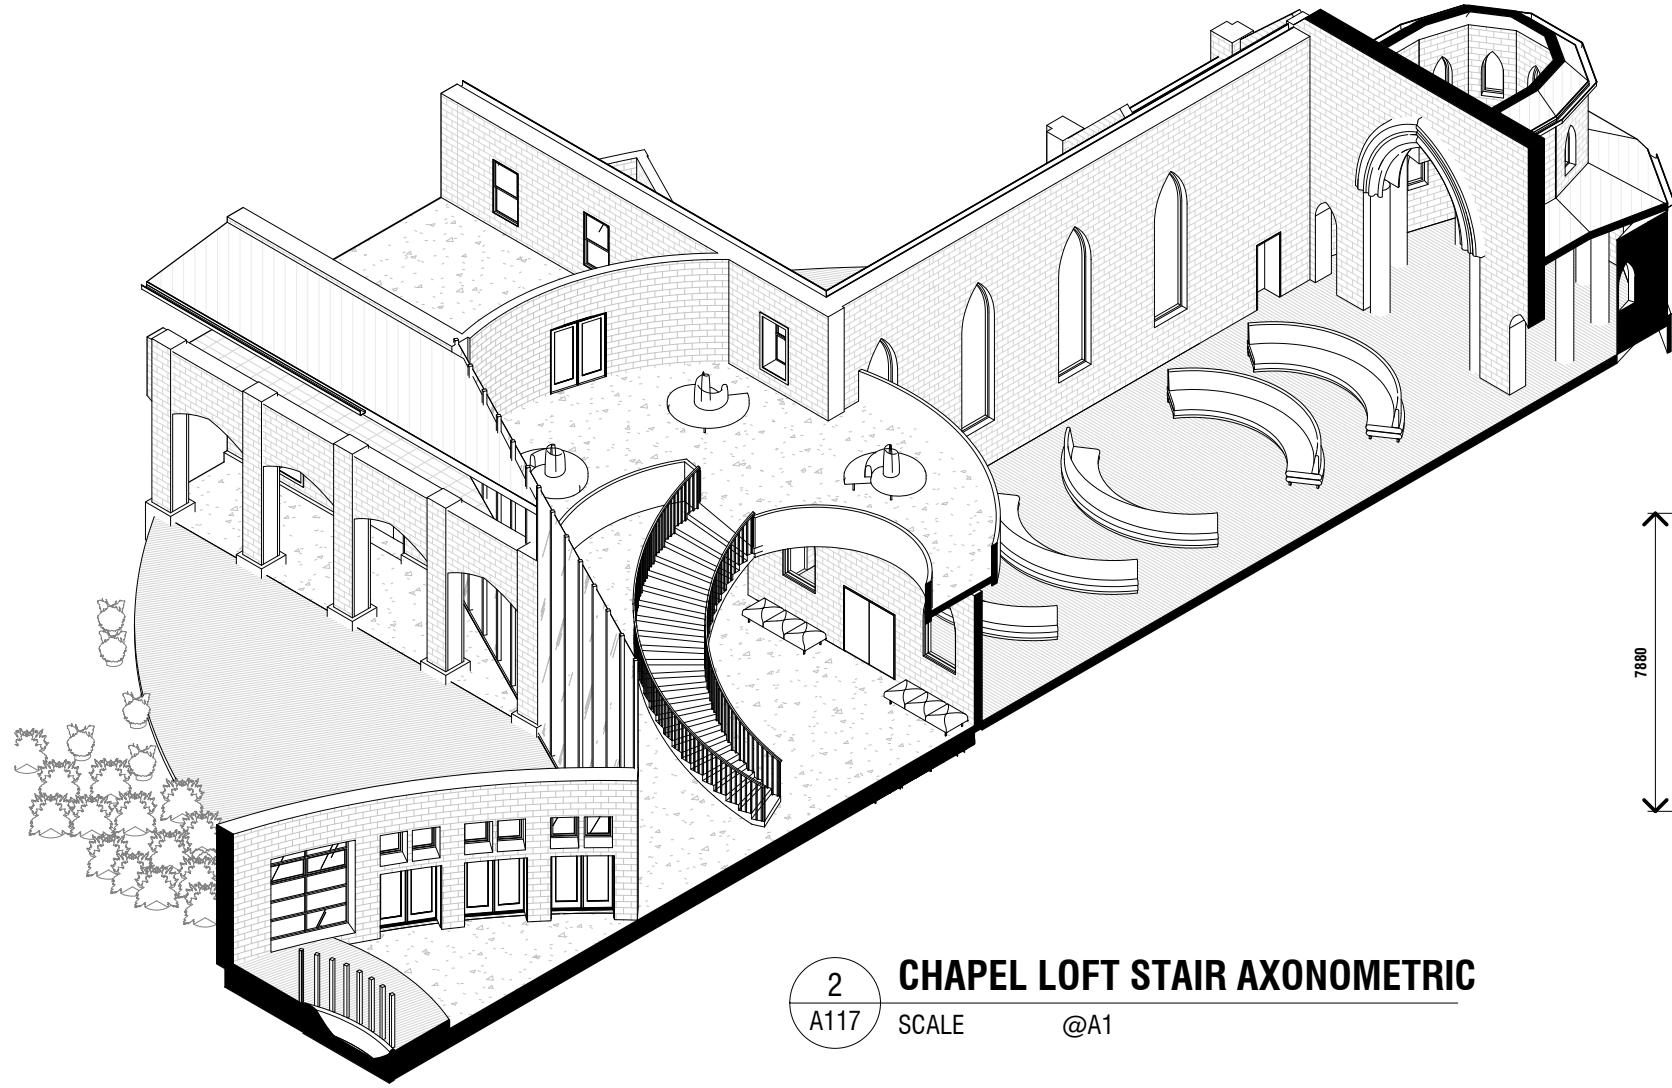 7880
2
A117
CHAPEL LOFT STAIR AXONOMETRIC
SCALE @A1